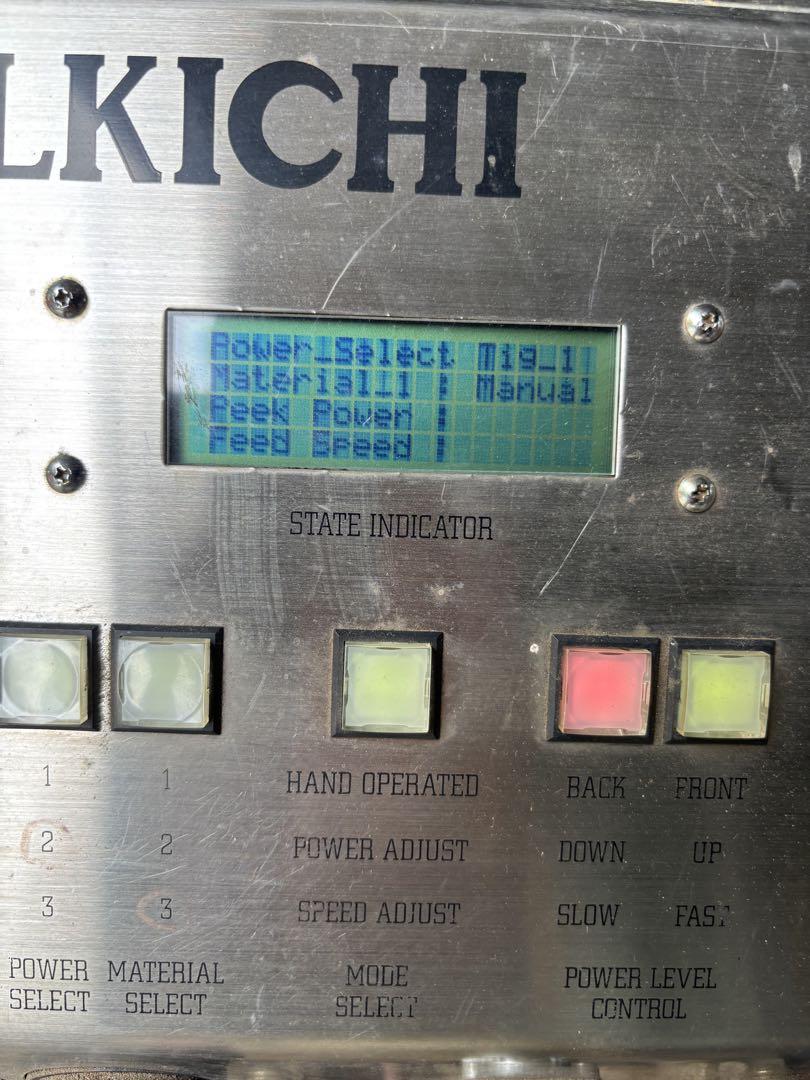 LKICHI
Power_Select Mig_1
Material_1 : Manual
Peek Power :
Feed Speed :
STATE INDICATOR
1 1 HAND OPERATED BACK FRONT
2 2 POWER ADJUST DOWN UP
3 3 SPEED ADJUST SLOW FAST
POWER SELECT MATERIAL SELECT MODE SELECT POWER LEVEL CONTROL